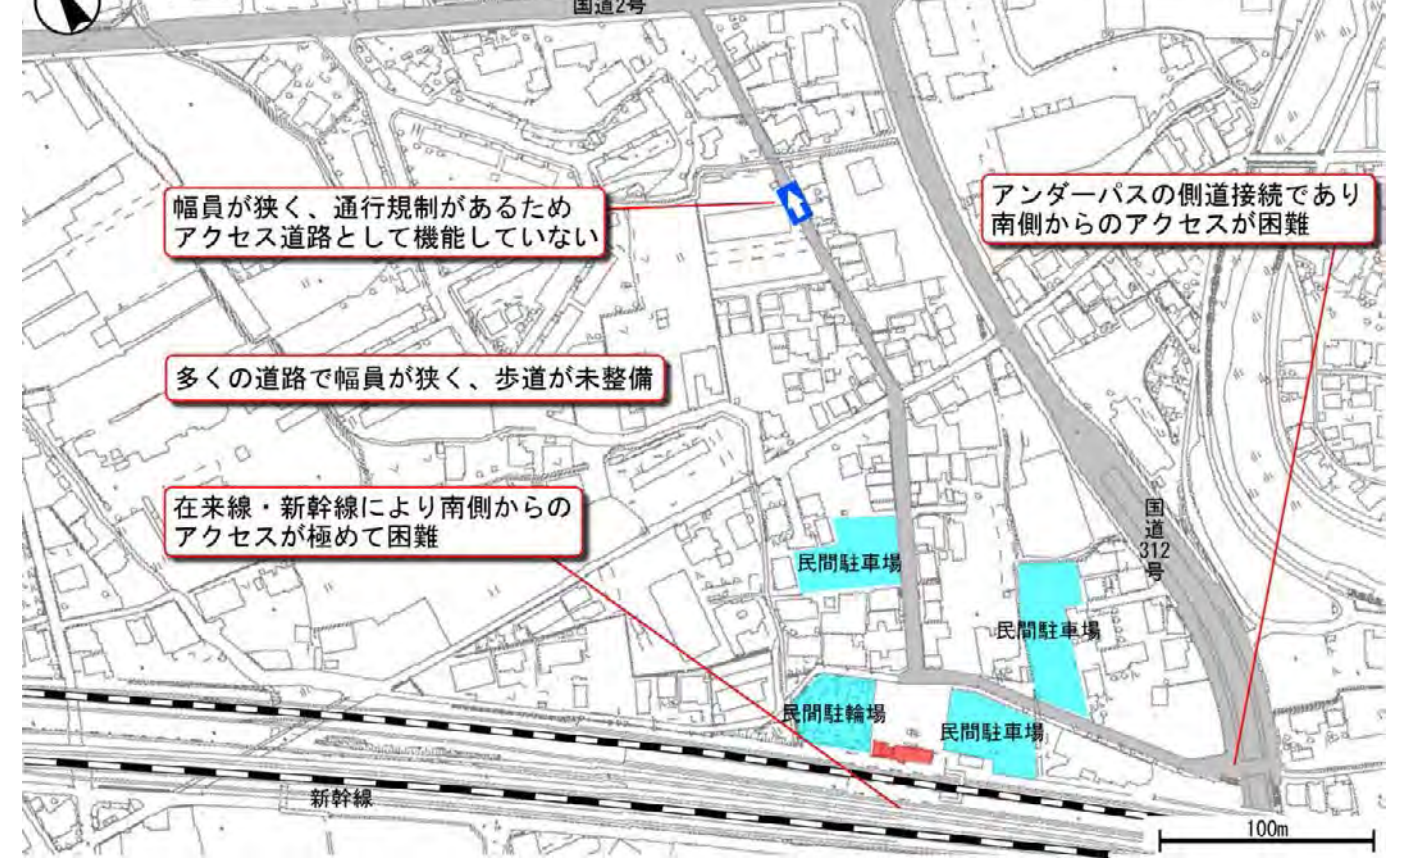 国道2号
幅員が狭く、通行規制があるため
アクセス道路として機能していない
アンダーパスの側道接続であり
南側からのアクセスが困難
多くの道路で幅員が狭く、歩道が未整備
在来線・新幹線により南側からの
アクセスが極めて困難
国道312号
民間駐車場
民間駐車場
民間駐輪場
民間駐車場
新幹線
100m